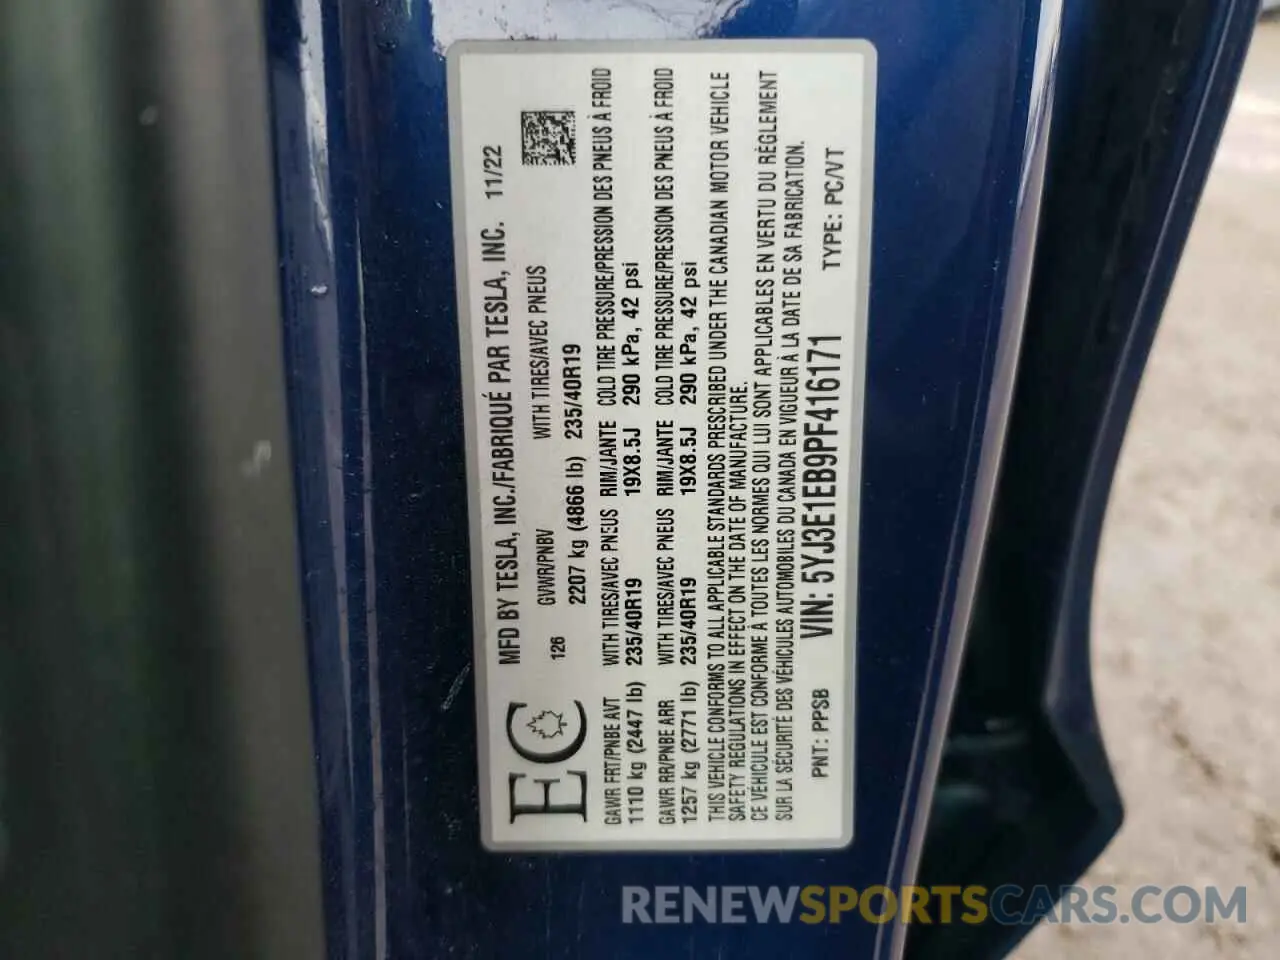 MFD BY TESLA, INC./FABRIQUÉ PAR TESLA, INC. 11/22
EC
126 GVWR/PNBV WITH TIRES/AVEC PNEUS
2207 kg (4866 lb) 235/40R19
GAWR FRT/PNBE AVT WITH TIRES/AVEC PNEUS RIM/JANTE COLD TIRE PRESSURE/PRESSION DES PNEUS À FROID
1110 kg (2447 lb) 235/40R19 19X8.5J 290 kPa, 42 psi
GAWR RR/PNBE ARR WITH TIRES/AVEC PNEUS RIM/JANTE COLD TIRE PRESSURE/PRESSION DES PNEUS À FROID
1257 kg (2771 lb) 235/40R19 19X8.5J 290 kPa, 42 psi
THIS VEHICLE CONFORMS TO ALL APPLICABLE STANDARDS PRESCRIBED UNDER THE CANADIAN MOTOR VEHICLE
SAFETY REGULATIONS IN EFFECT ON THE DATE OF MANUFACTURE.
CE VÉHICULE EST CONFORME À TOUTES LES NORMES QUI LUI SONT APPLICABLES EN VERTU DU RÈGLEMENT
SUR LA SÉCURITÉ DES VÉHICULES AUTOMOBILES DU CANADA EN VIGUEUR À LA DATE DE SA FABRICATION.
PNT: PPSB VIN: 5YJ3E1EB9PF416171 TYPE: PC/VT
RENEWSPORTSCARS.COM